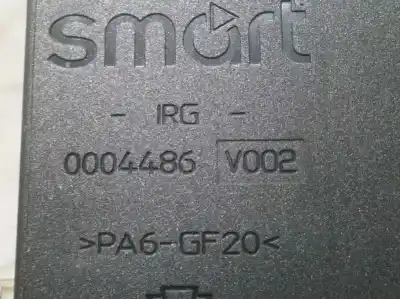 smart
- IRG -
0004486 V002
>PA6-GF20<